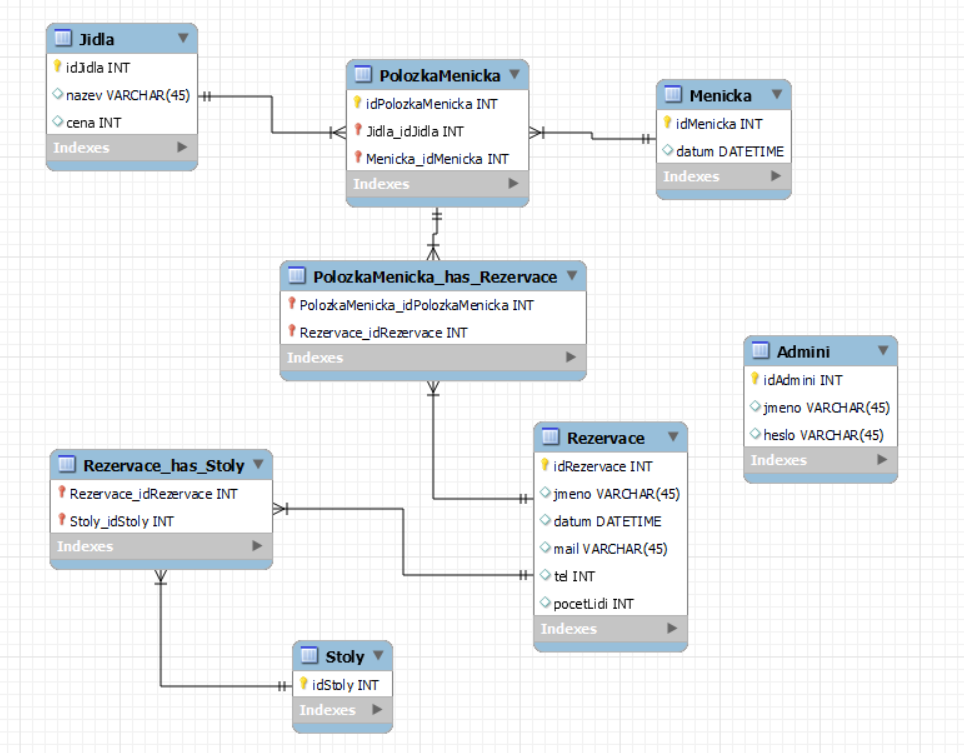 Jidla
idJidla INT
nazev VARCHAR(45)
cena INT
Indexes
PolozkaMenicka
idPolozkaMenicka INT
Jidla_idJidla INT
Menicka_idMenicka INT
Indexes
Menicka
idMenicka INT
datum DATETIME
Indexes
PolozkaMenicka_has_Rezervace
PolozkaMenicka_idPolozkaMenicka INT
Rezervace_idRezervace INT
Indexes
Admini
idAdmini INT
jmeno VARCHAR(45)
heslo VARCHAR(45)
Indexes
Rezervace
idRezervace INT
jmeno VARCHAR(45)
datum DATETIME
mail VARCHAR(45)
tel INT
pocetLidi INT
Indexes
Rezervace_has_Stoly
Rezervace_idRezervace INT
Stoly_idStoly INT
Indexes
Stoly
idStoly INT
Indexes